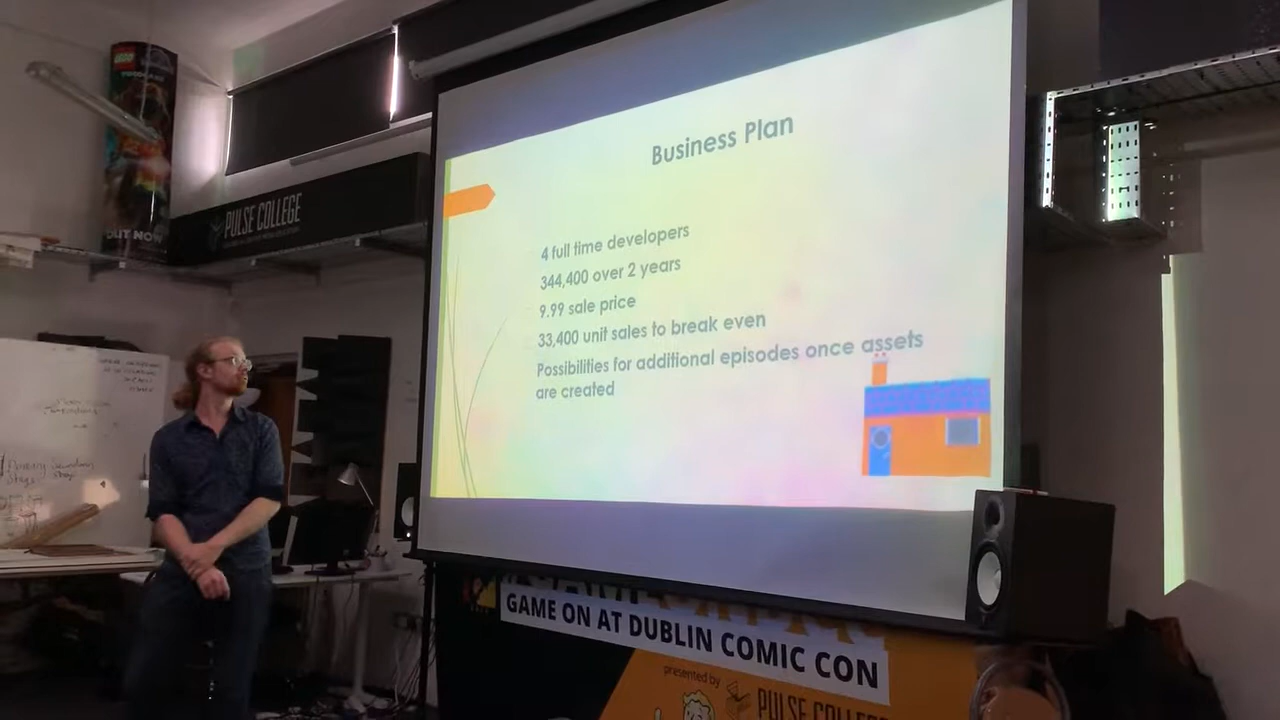 LEGO
OUT NOW
PULSE COLLEGE
Business Plan
4 full time developers
344,400 over 2 years
9.99 sale price
33,400 unit sales to break even
Possibilities for additional episodes once assets
are created
GAME ON AT DUBLIN COMIC CON
presented by
PULSE COLLEGE